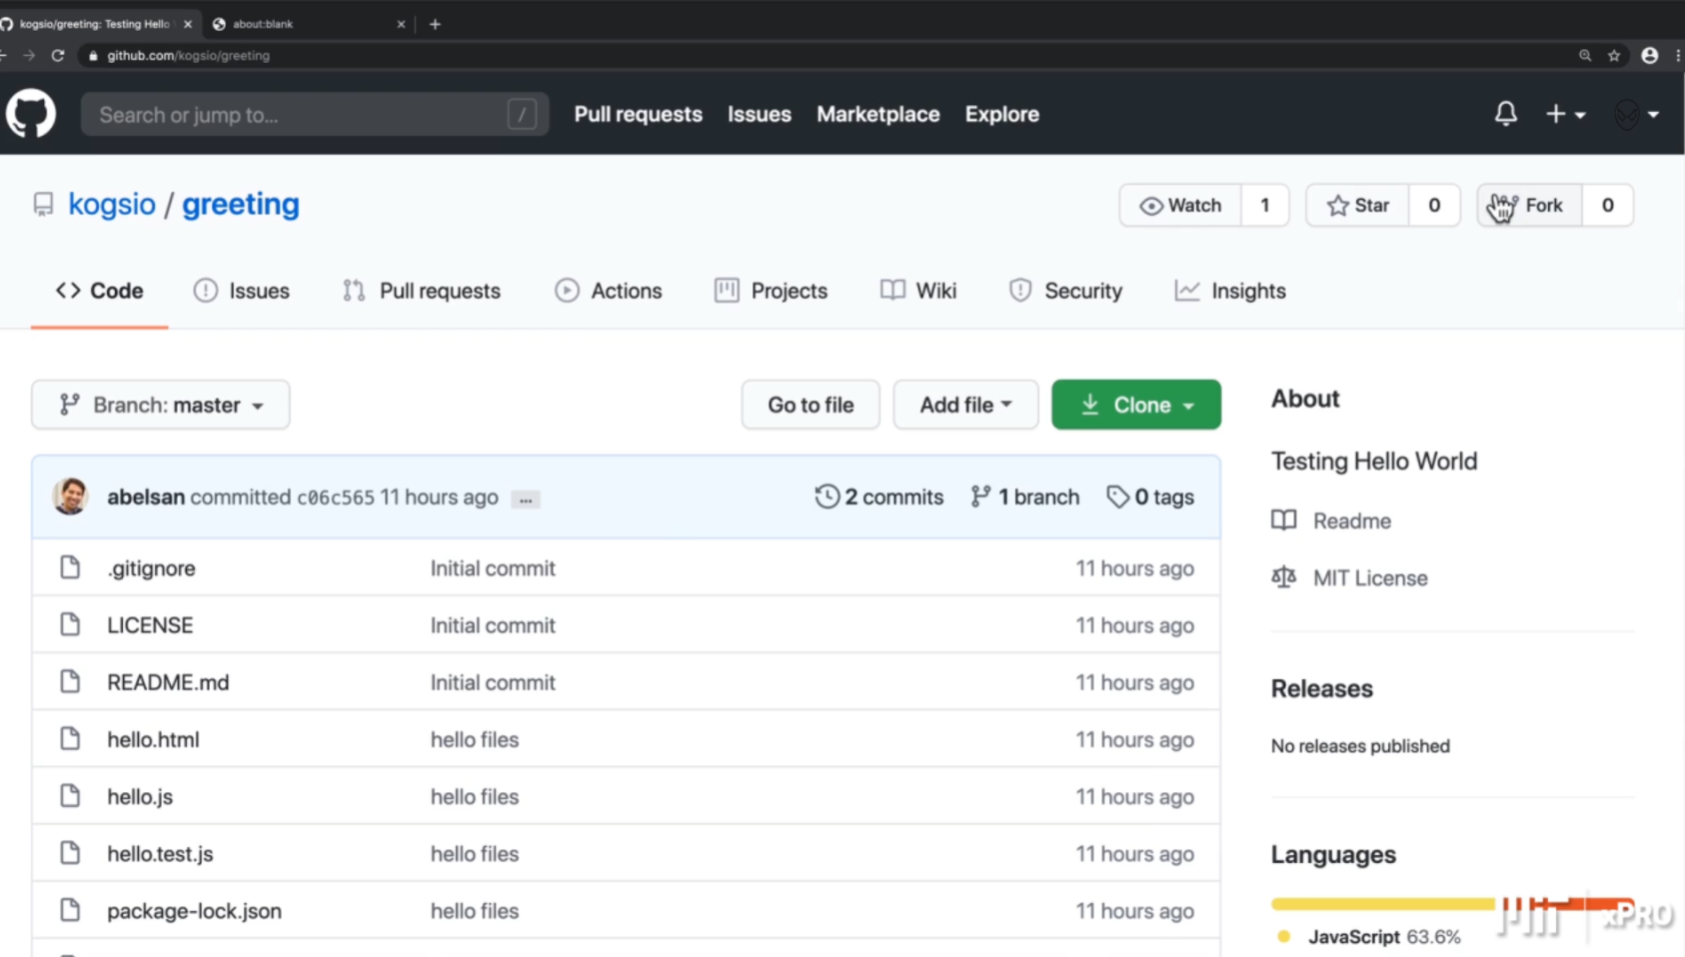 kogsio/greeting: Testing Hello
about:blank
github.com/kogsio/greeting
Search or jump to... /
Pull requests Issues Marketplace Explore
kogsio / greeting
Watch 1 Star 0 Fork 0
Code Issues Pull requests Actions Projects Wiki Security Insights
Branch: master Go to file Add file Clone
abelsan committed c06c565 11 hours ago ... 2 commits 1 branch 0 tags
.gitignore Initial commit 11 hours ago
LICENSE Initial commit 11 hours ago
README.md Initial commit 11 hours ago
hello.html hello files 11 hours ago
hello.js hello files 11 hours ago
hello.test.js hello files 11 hours ago
package-lock.json hello files 11 hours ago
About
Testing Hello World
Readme
MIT License
Releases
No releases published
Languages
JavaScript 63.6%
MIT xPRO